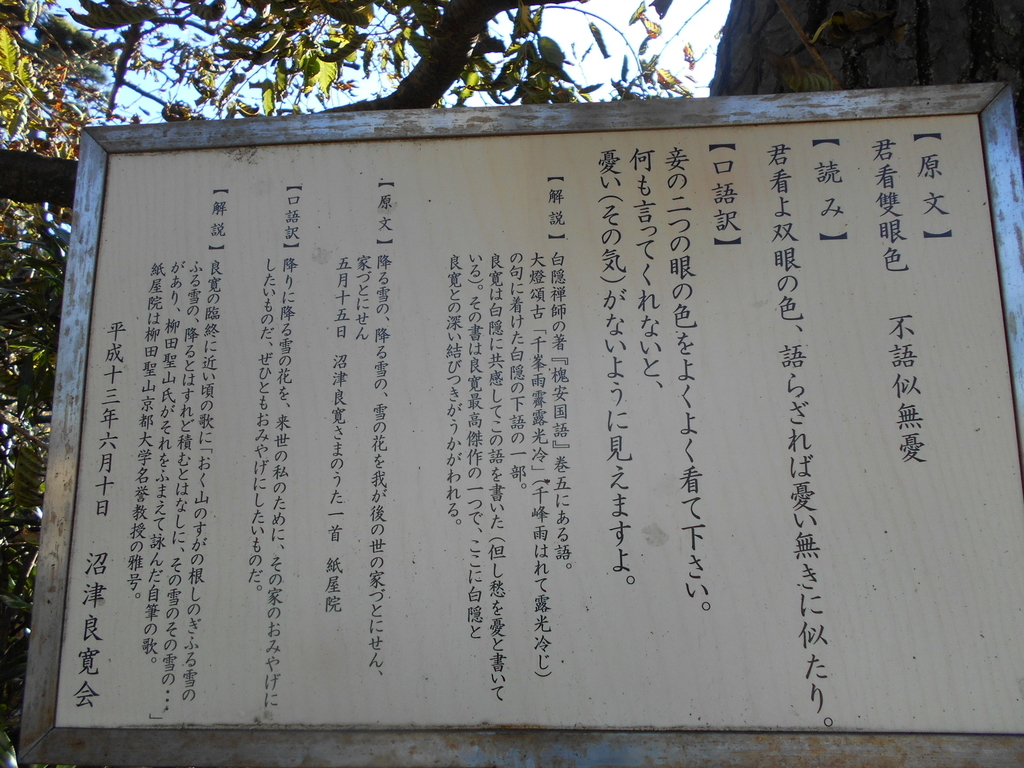 【原文】
君看雙眼色 不語似無憂
【読み】
君看よ双眼の色、語らざれば憂い無きに似たり。
【口語訳】
妾の二つの眼の色をよくよく看て下さい。
何も言ってくれないと、
憂い(その気)がないように見えますよ。
【解説】白隠禅師の著『槐安国語』巻五にある語。
大燈頌古「千峯雨霽露光冷」(千峰雨はれて露光冷じ)
の句に着けた白隠の下語の一部。
良寛は白隠に共感してこの語を書いた(但し愁を憂と書いて
いる)。その書は良寛最高傑作の一つで、ここに白隠と
良寛との深い結びつきがうかがわれる。
【原文】降る雪の、降る雪の、雪の花を我が後の世の家づとにせん、
家づとにせん
五月十五日 沼津良寛さまのうた一首 紙屋院
【口語訳】降りに降る雪の花を、来世の私のために、その家のおみやげに
したいものだ、ぜひともおみやげにしたいものだ。
【解説】良寛の臨終に近い頃の歌に「おく山のすがの根しのぎふる雪の
ふる雪の、降るとはすれど積むとはなしに、その雪のその雪の…」
があり、柳田聖山氏がそれをふまえて詠んだ自筆の歌。
紙屋院は柳田聖山京都大学名誉教授の雅号。
平成十三年六月十日 沼津良寛会